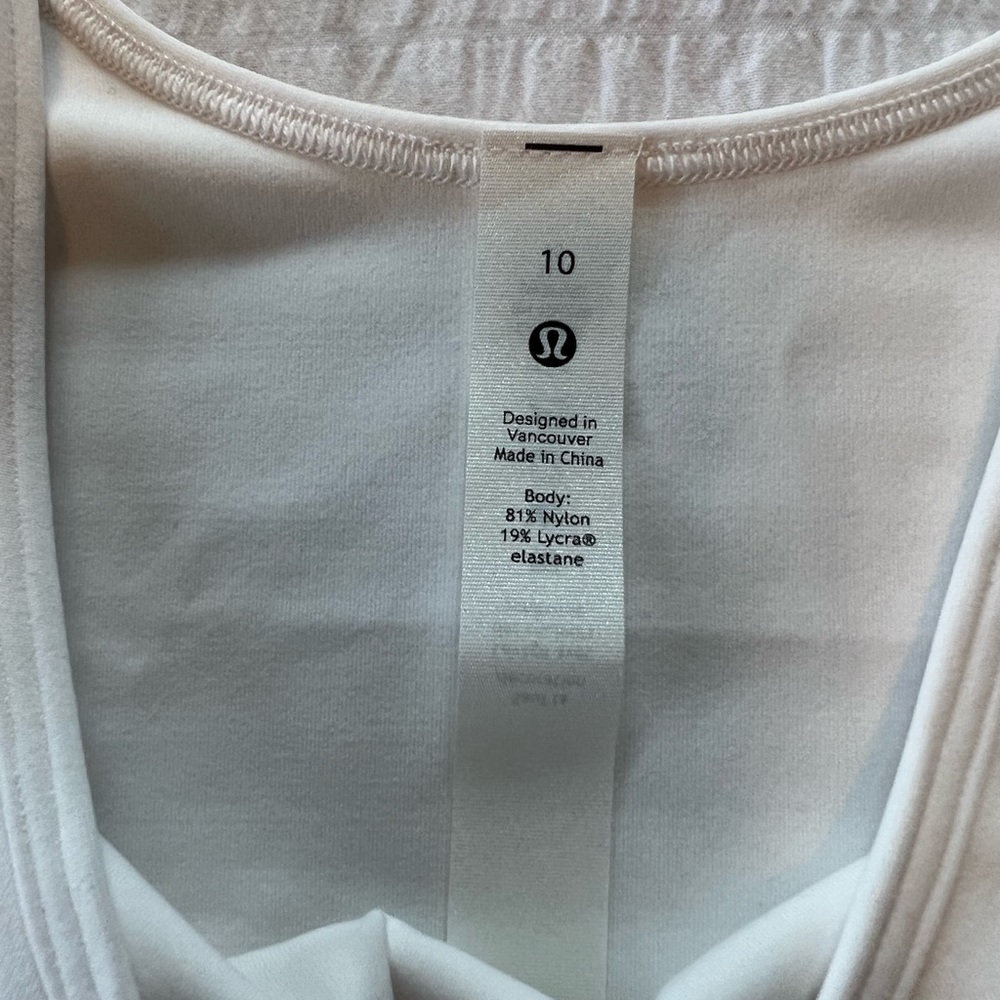 10
Designed in
Vancouver
Made in China
Body:
81% Nylon
19% Lycra®
elastane